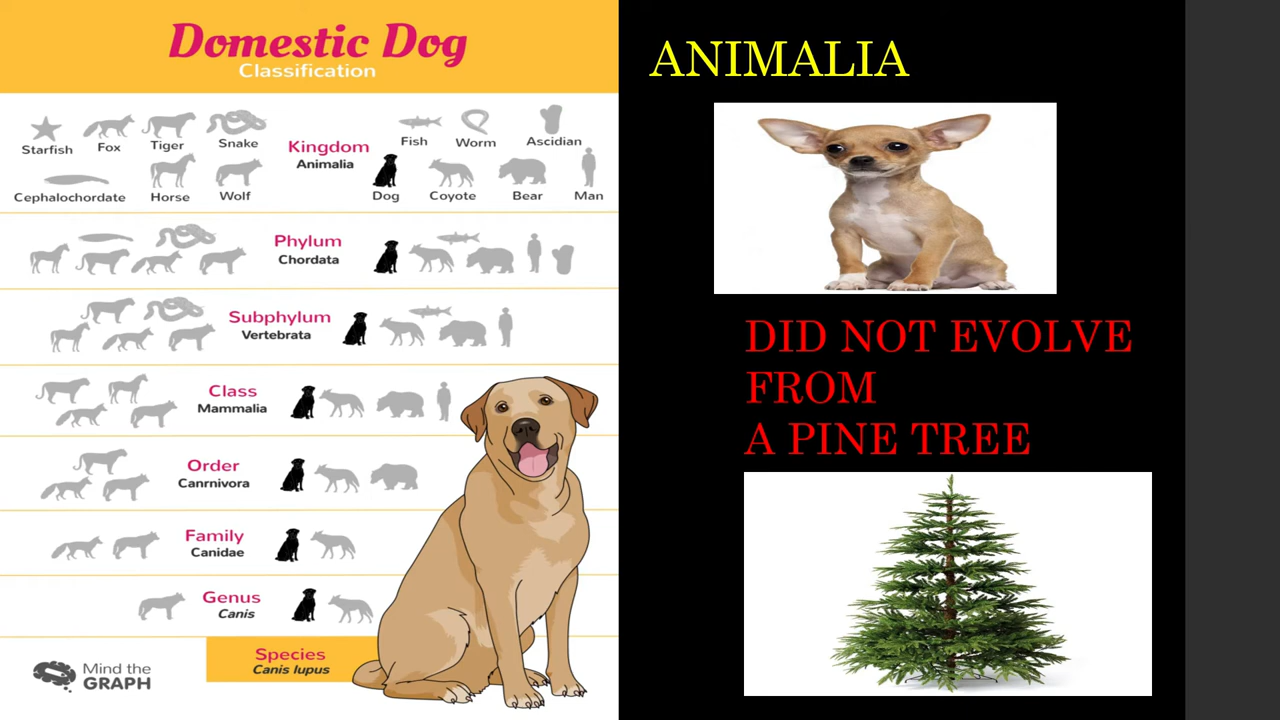 Domestic Dog
Classification
Starfish
Fox
Tiger
Snake
Kingdom
Animalia
Fish
Worm
Ascidian
Cephalochordate
Horse
Wolf
Dog
Coyote
Bear
Man
Phylum
Chordata
Subphylum
Vertebrata
Class
Mammalia
Order
Canrnivora
Family
Canidae
Genus
Canis
Species
Canis lupus
Mind the
GRAPH
ANIMALIA
DID NOT EVOLVE
FROM
A PINE TREE